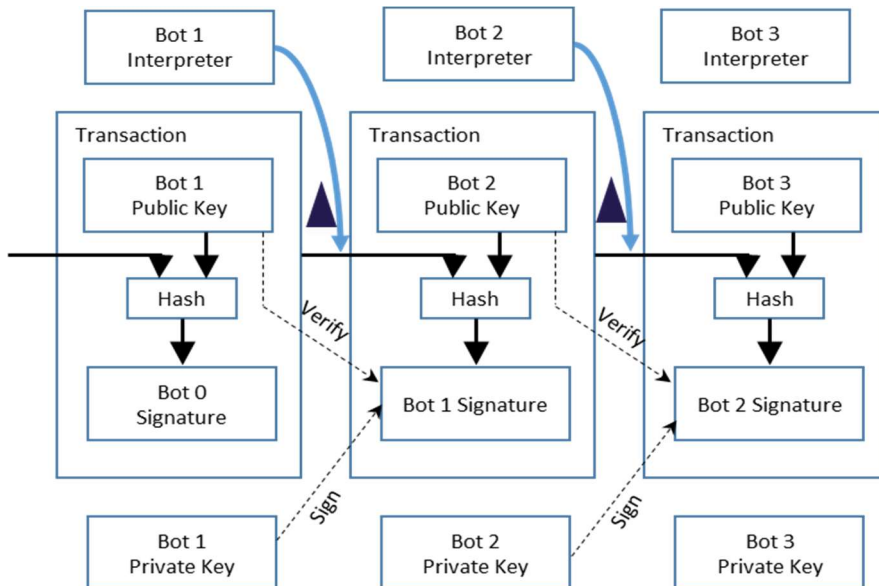 Bot 1
Interpreter
Bot 2
Interpreter
Bot 3
Interpreter
Transaction
Transaction
Transaction
Bot 1
Public Key
Bot 2
Public Key
Bot 3
Public Key
Hash
Hash
Hash
Verify
Verify
Bot 0
Signature
Bot 1 Signature
Bot 2 Signature
Sign
Sign
Bot 1
Private Key
Bot 2
Private Key
Bot 3
Private Key